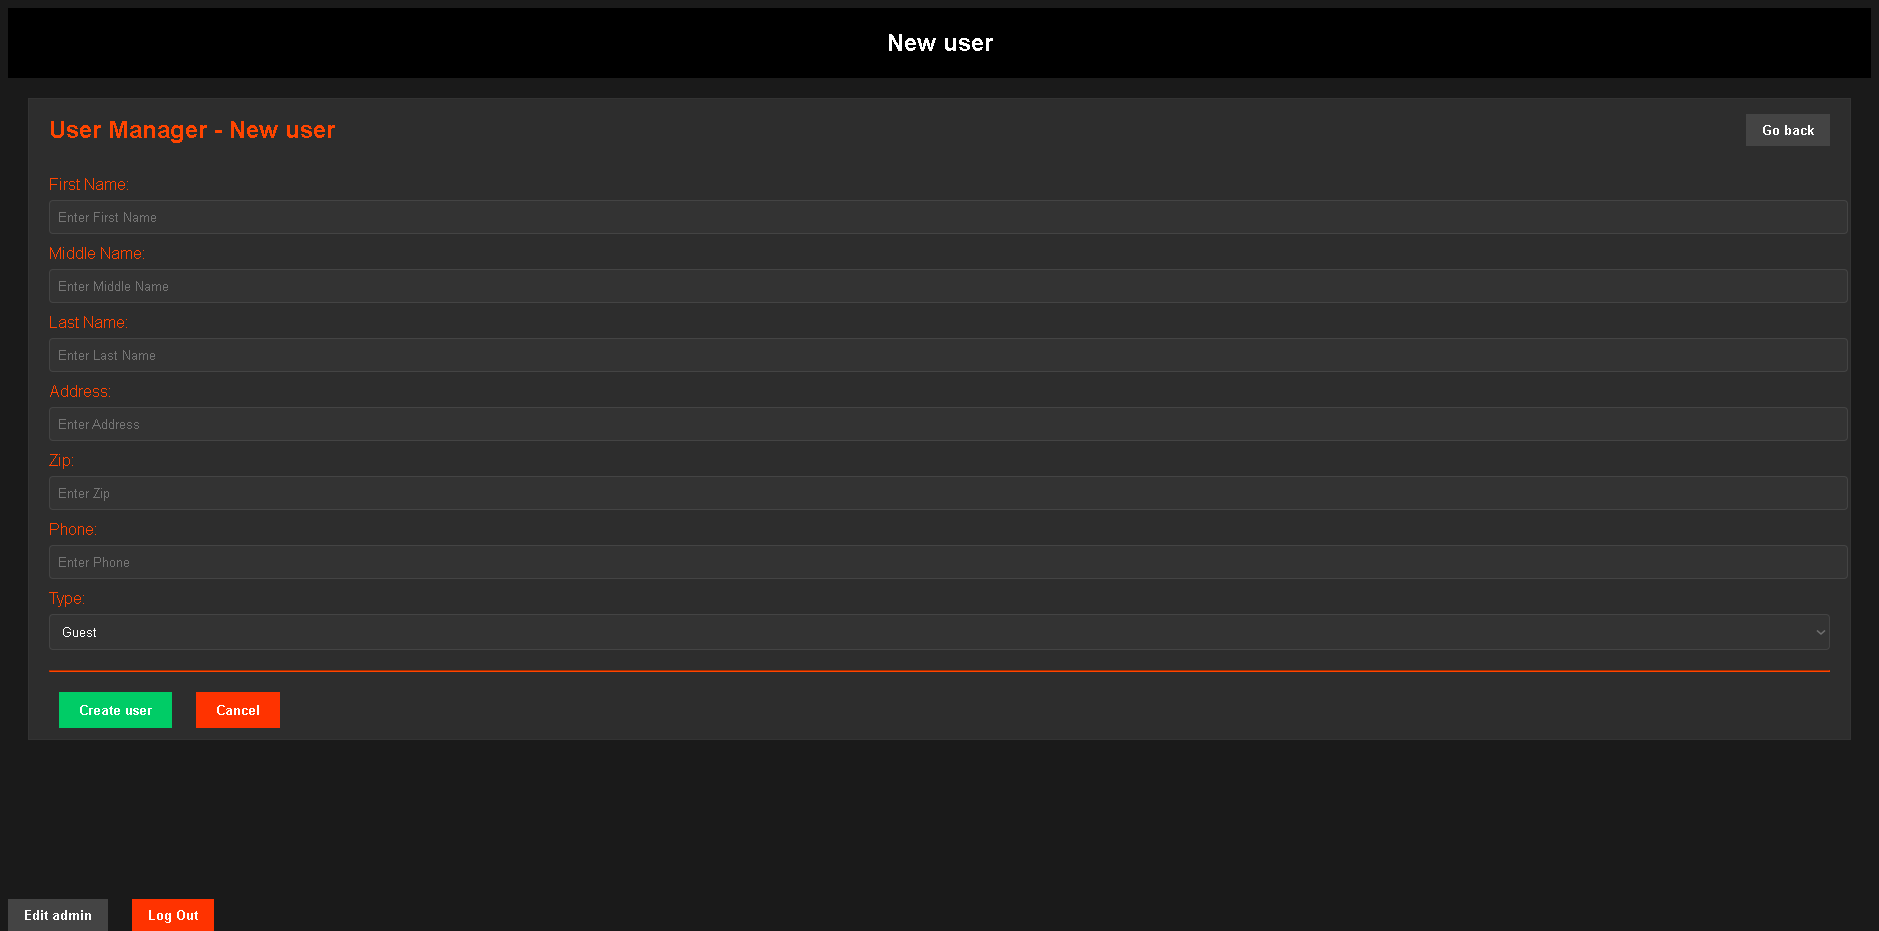 New user
User Manager - New user
Go back
First Name:
Enter First Name
Middle Name:
Enter Middle Name
Last Name:
Enter Last Name
Address:
Enter Address
Zip:
Enter Zip
Phone:
Enter Phone
Type:
Guest
Create user
Cancel
Edit admin
Log Out